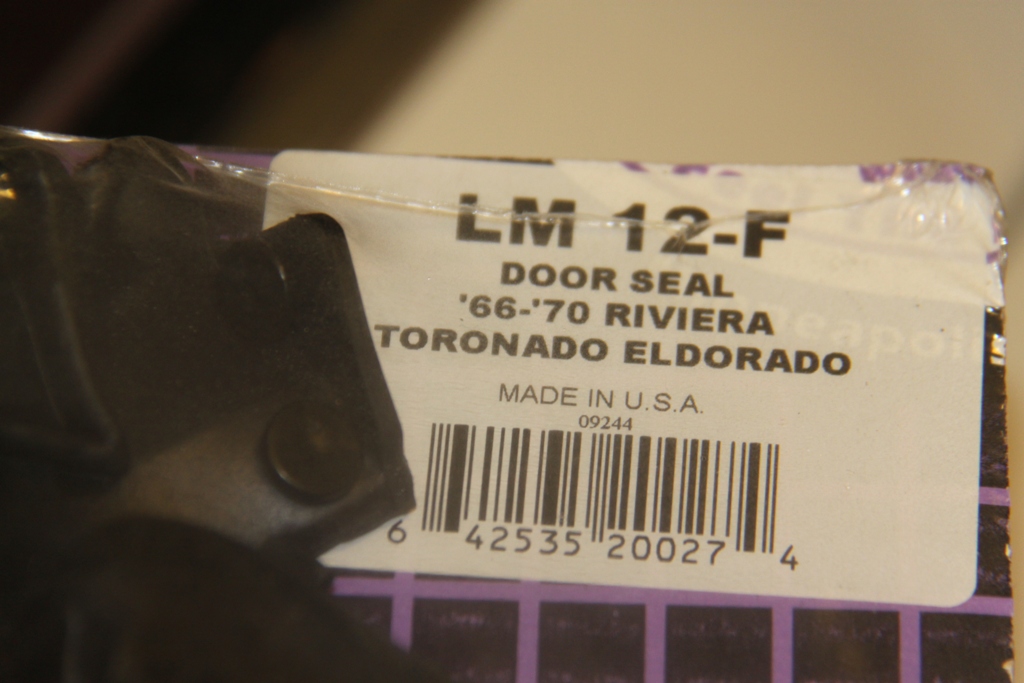 LM 12-F
DOOR SEAL
'66-'70 RIVIERA
TORONADO ELDORADO
MADE IN U.S.A.
09244
6 42535 20027 4